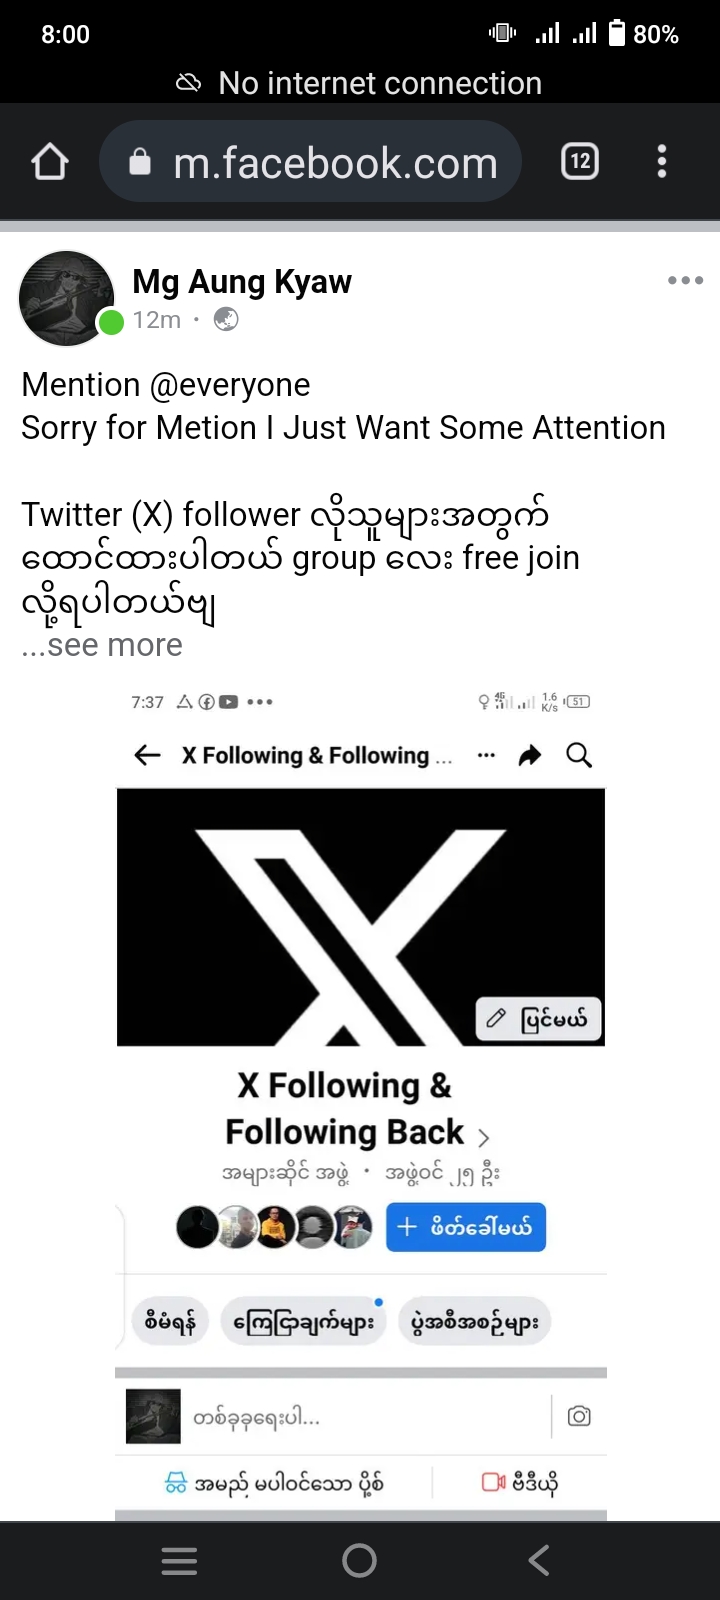 8:00
80%
No internet connection
m.facebook.com
12
Mg Aung Kyaw
12m ·
Mention @everyone
Sorry for Metion I Just Want Some Attention
Twitter (X) follower လိုသူများအတွက်
ထောင်ထားပါတယ် group လေး free join
လို့ရပါတယ်ဗျ
...see more
7:37
4G
1.6
K/s
51
X Following & Following ...
ပြင်မယ်
X Following &
Following Back
အများဆိုင် အဖွဲ့ · အဖွဲ့ဝင် ၂၅ ဦး
+ ဖိတ်ခေါ်မယ်
စီမံရန်
ကြေငြာချက်များ
ပွဲအစီအစဉ်များ
တစ်ခုခုရေးပါ...
အမည် မပါဝင်သော ပို့စ်
ဗီဒီယို